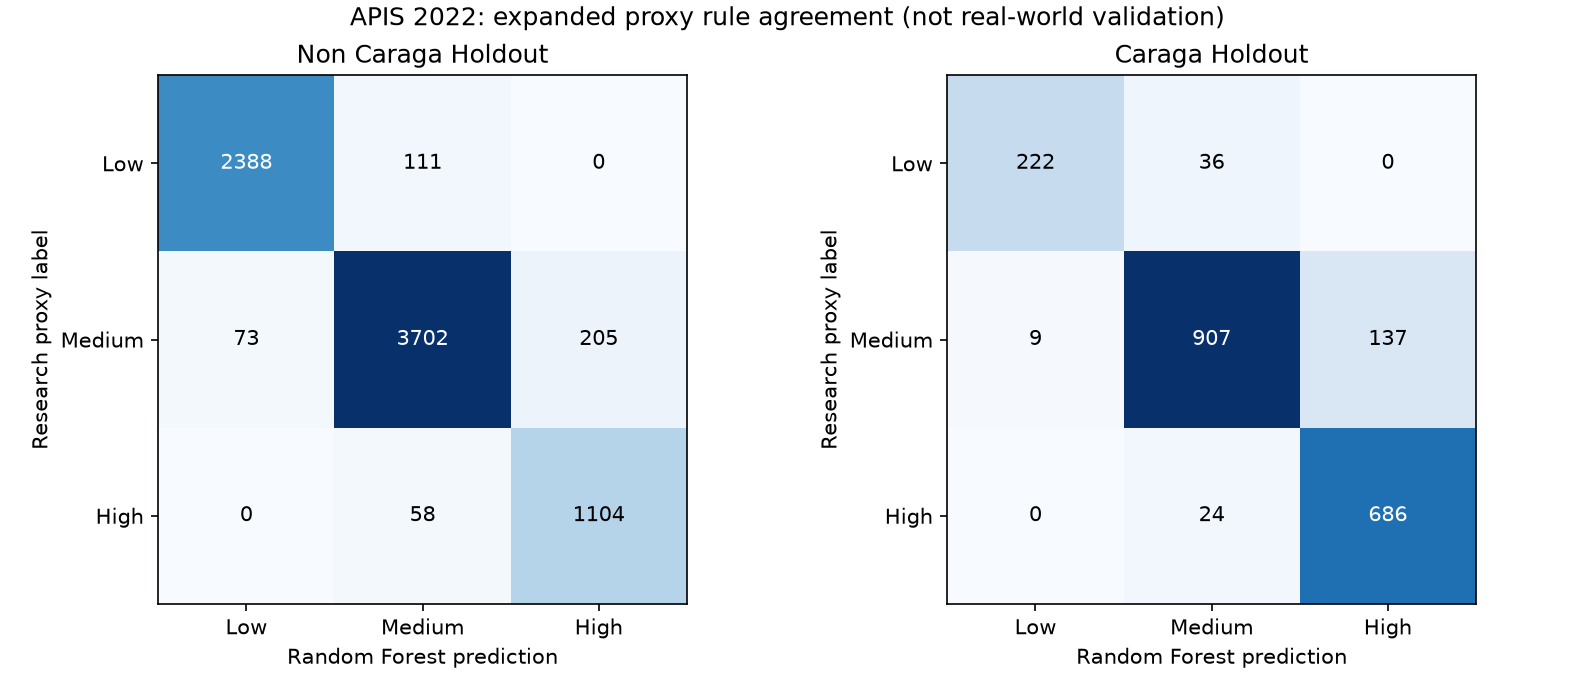 APIS 2022: expanded proxy rule agreement (not real-world validation)
Non Caraga Holdout
Research proxy label
Low 2388 111 0
Medium 73 3702 205
High 0 58 1104
Low Medium High
Random Forest prediction
Caraga Holdout
Research proxy label
Low 222 36 0
Medium 9 907 137
High 0 24 686
Low Medium High
Random Forest prediction